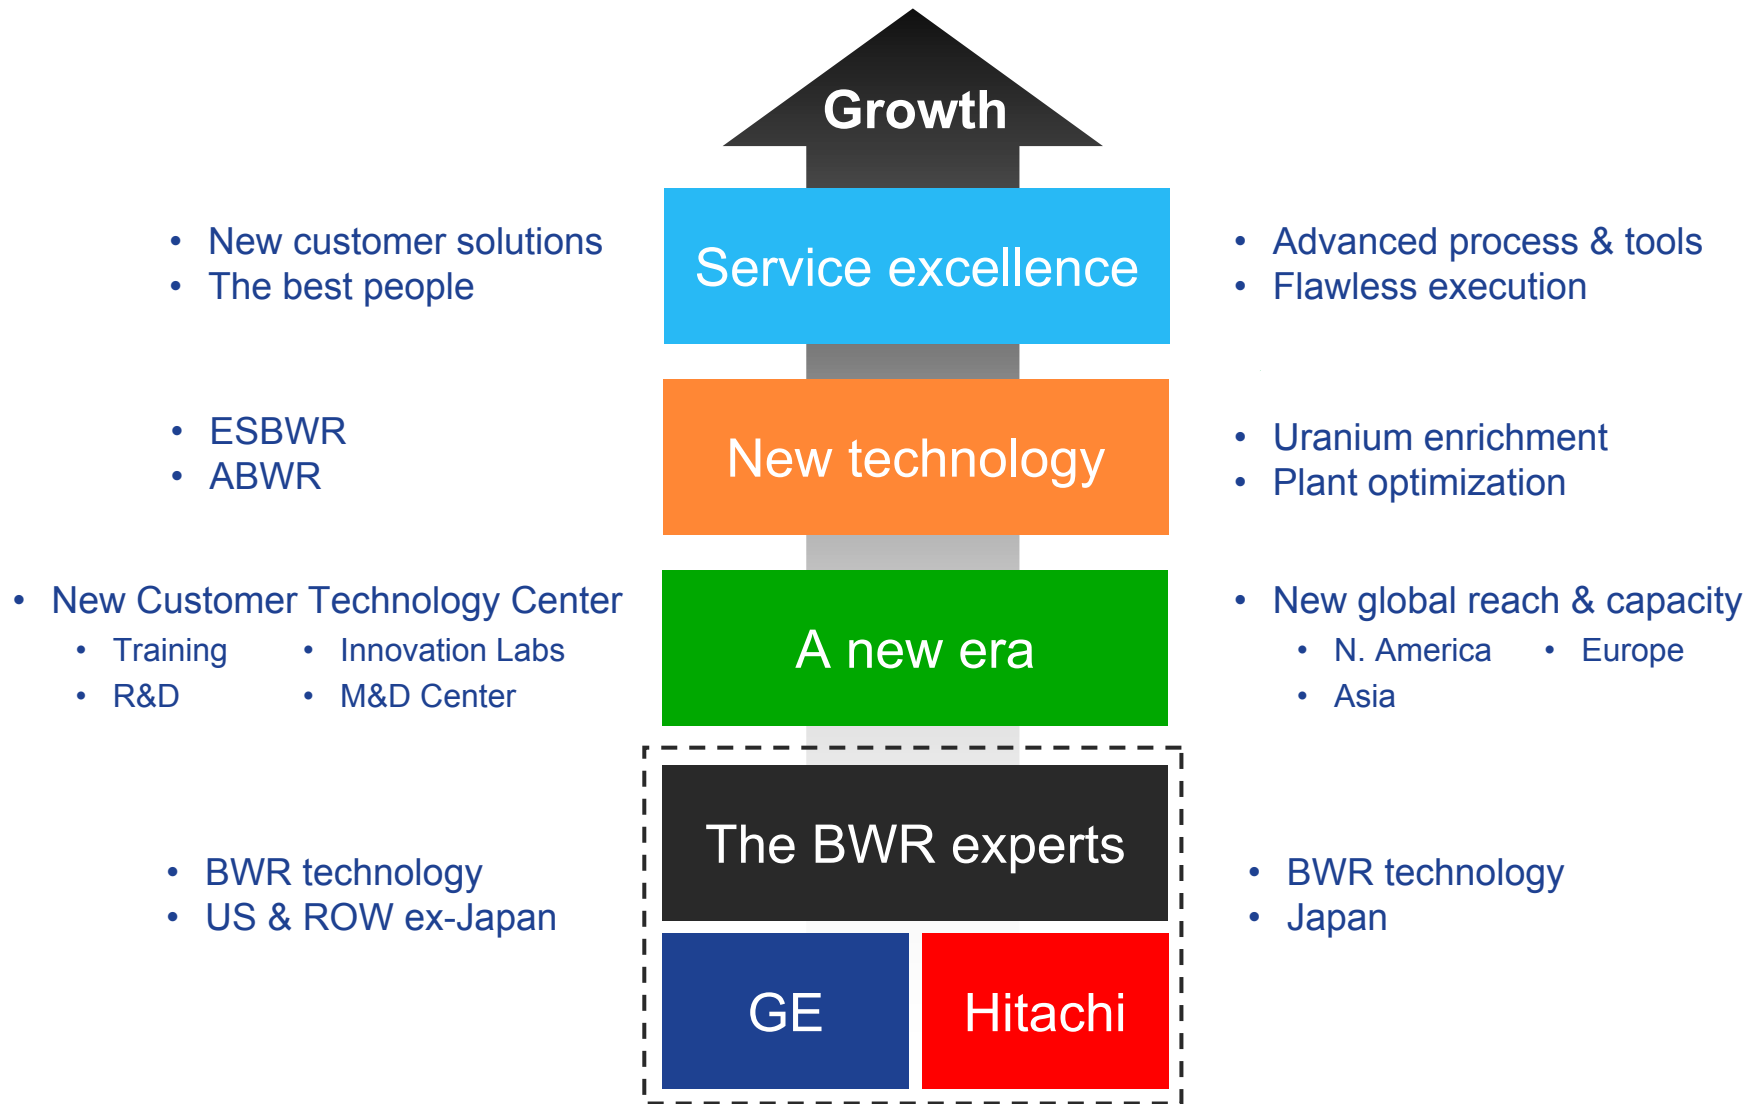 Growth
• New customer solutions
• The best people
Service excellence
• Advanced process & tools
• Flawless execution
• ESBWR
• ABWR
New technology
• Uranium enrichment
• Plant optimization
• New Customer Technology Center
• Training • Innovation Labs
• R&D • M&D Center
A new era
• New global reach & capacity
• N. America • Europe
• Asia
• BWR technology
• US & ROW ex-Japan
The BWR experts
• BWR technology
• Japan
GE
Hitachi